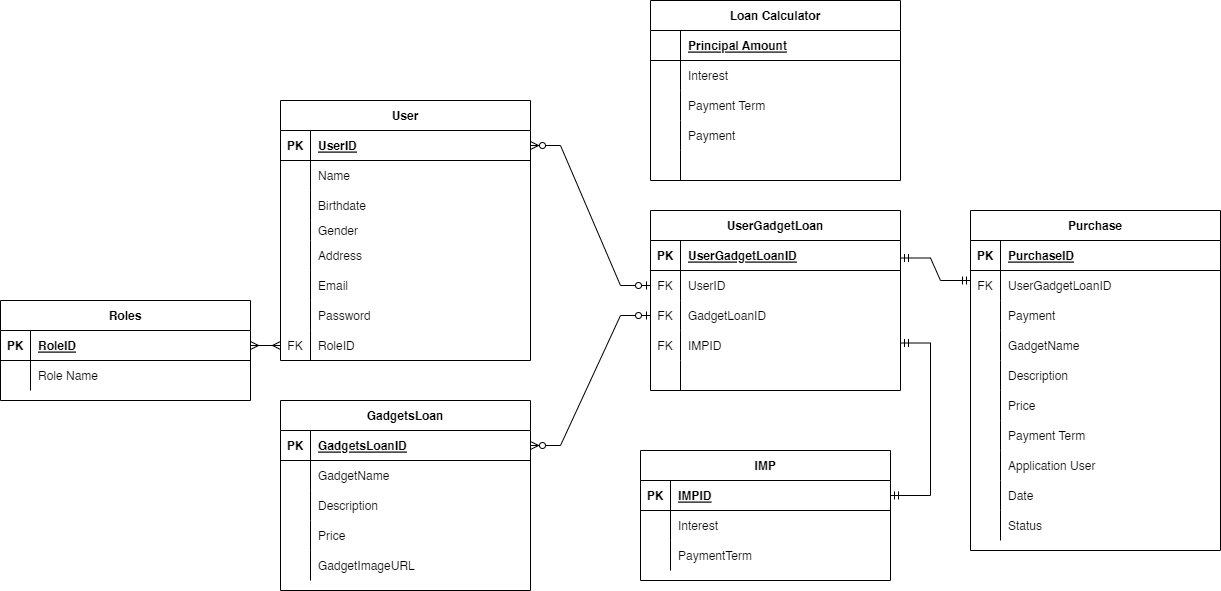 Loan Calculator
Principal Amount
Interest
Payment Term
Payment
User
PK UserID
Name
Birthdate
Gender
Address
Email
Password
FK RoleID
Roles
PK RoleID
Role Name
GadgetsLoan
PK GadgetsLoanID
GadgetName
Description
Price
GadgetImageURL
UserGadgetLoan
PK UserGadgetLoanID
FK UserID
FK GadgetLoanID
FK IMPID
IMP
PK IMPID
Interest
PaymentTerm
Purchase
PK PurchaseID
FK UserGadgetLoanID
Payment
GadgetName
Description
Price
Payment Term
Application User
Date
Status